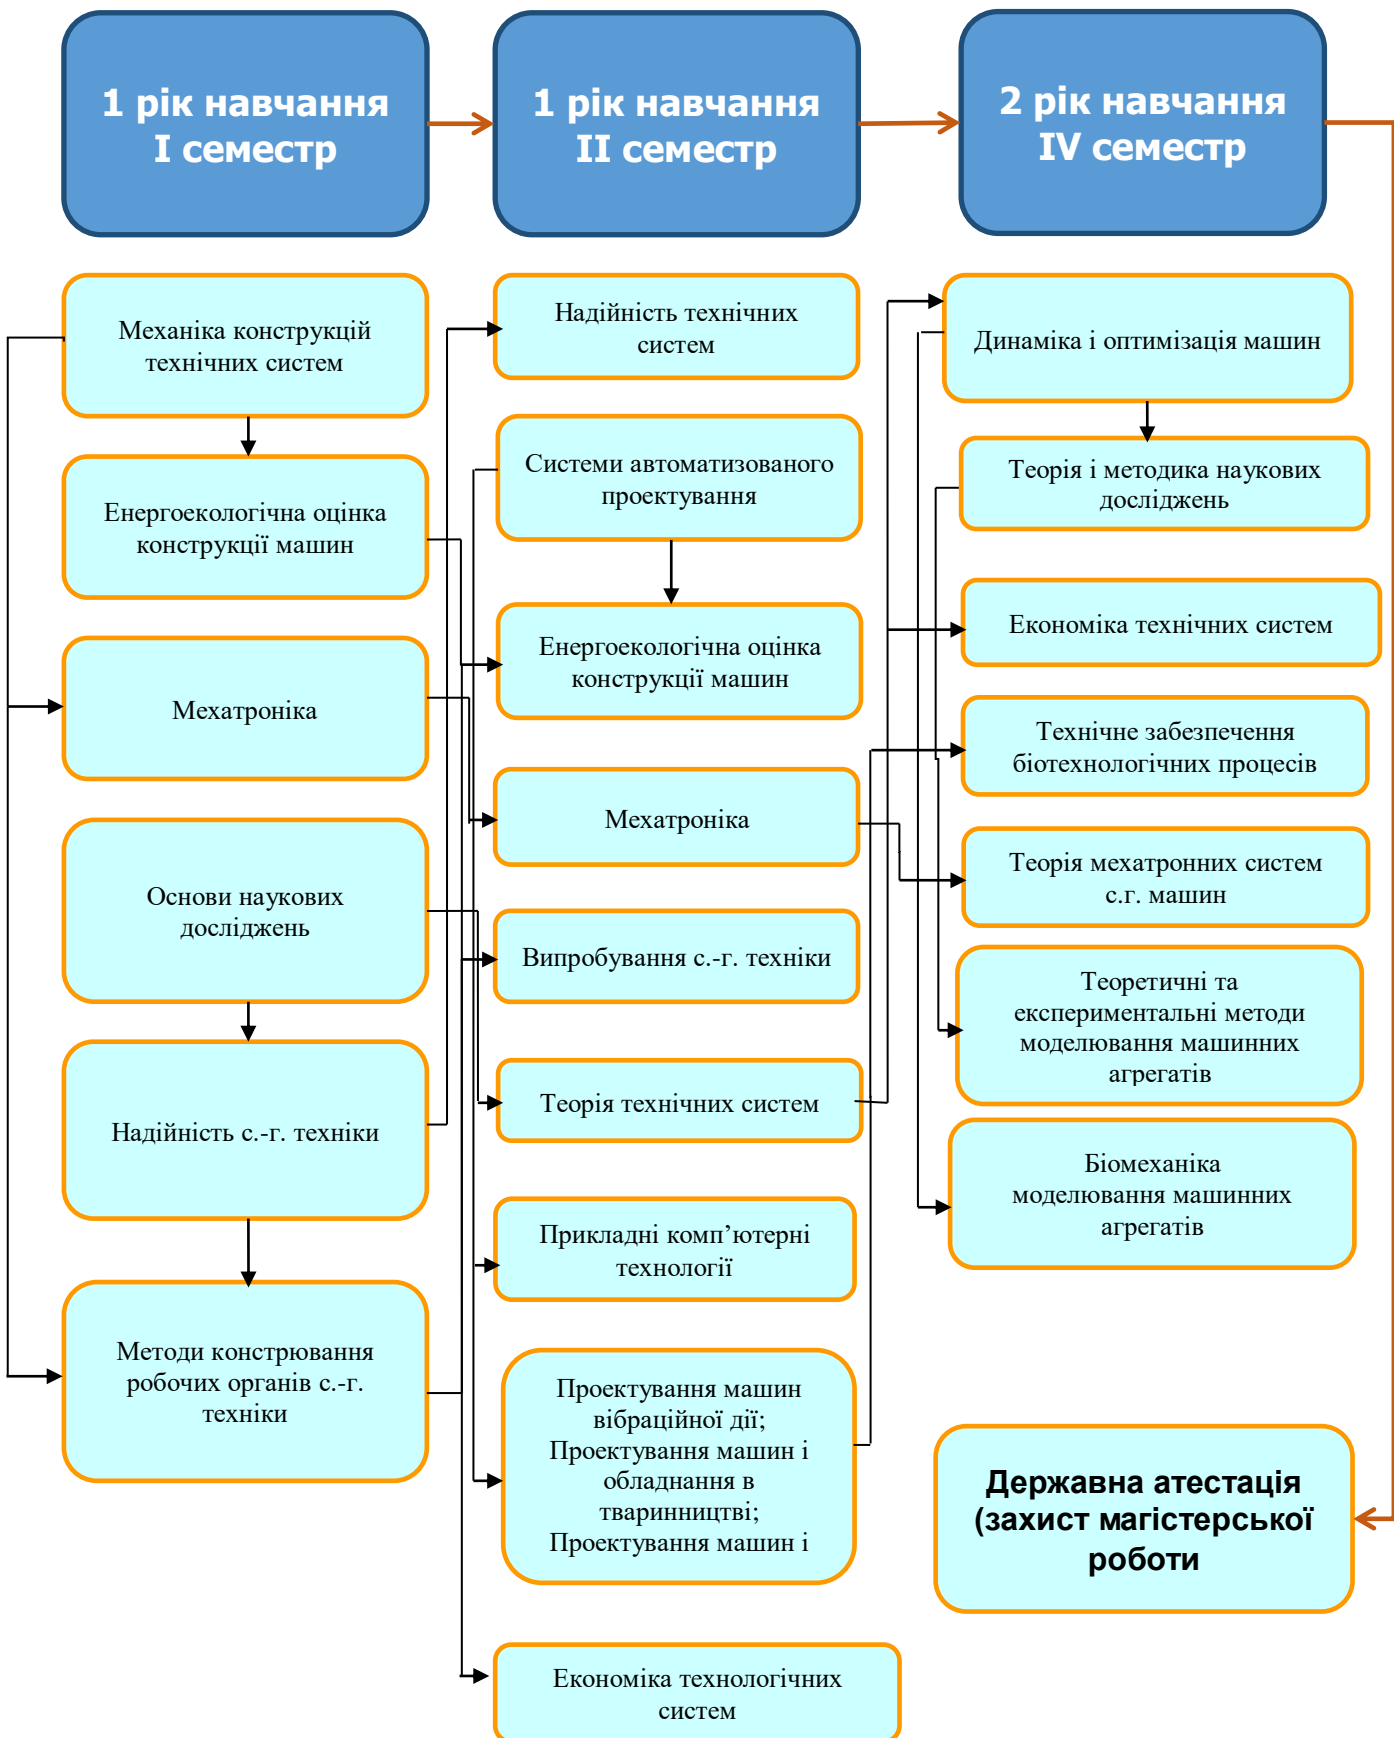 1 рік навчання
I семестр
1 рік навчання
II семестр
2 рік навчання
IV семестр
Механіка конструкцій
технічних систем
Енергоекологічна оцінка
конструкції машин
Мехатроніка
Основи наукових
досліджень
Надійність с.-г. техніки
Методи констрювання
робочих органів с.-г.
техніки
Надійність технічних
систем
Системи автоматизованого
проектування
Енергоекологічна оцінка
конструкції машин
Мехатроніка
Випробування с.-г. техніки
Теорія технічних систем
Прикладні комп’ютерні
технології
Проектування машин
вібраційної дії;
Проектування машин і
обладнання в
тваринництві;
Проектування машин і
Економіка технологічних
систем
Динаміка і оптимізація машин
Теорія і методика наукових
досліджень
Економіка технічних систем
Технічне забезпечення
біотехнологічних процесів
Теорія мехатронних систем
с.г. машин
Теоретичні та
експериментальні методи
моделювання машинних
агрегатів
Біомеханіка
моделювання машинних
агрегатів
Державна атестація
(захист магістерської
роботи